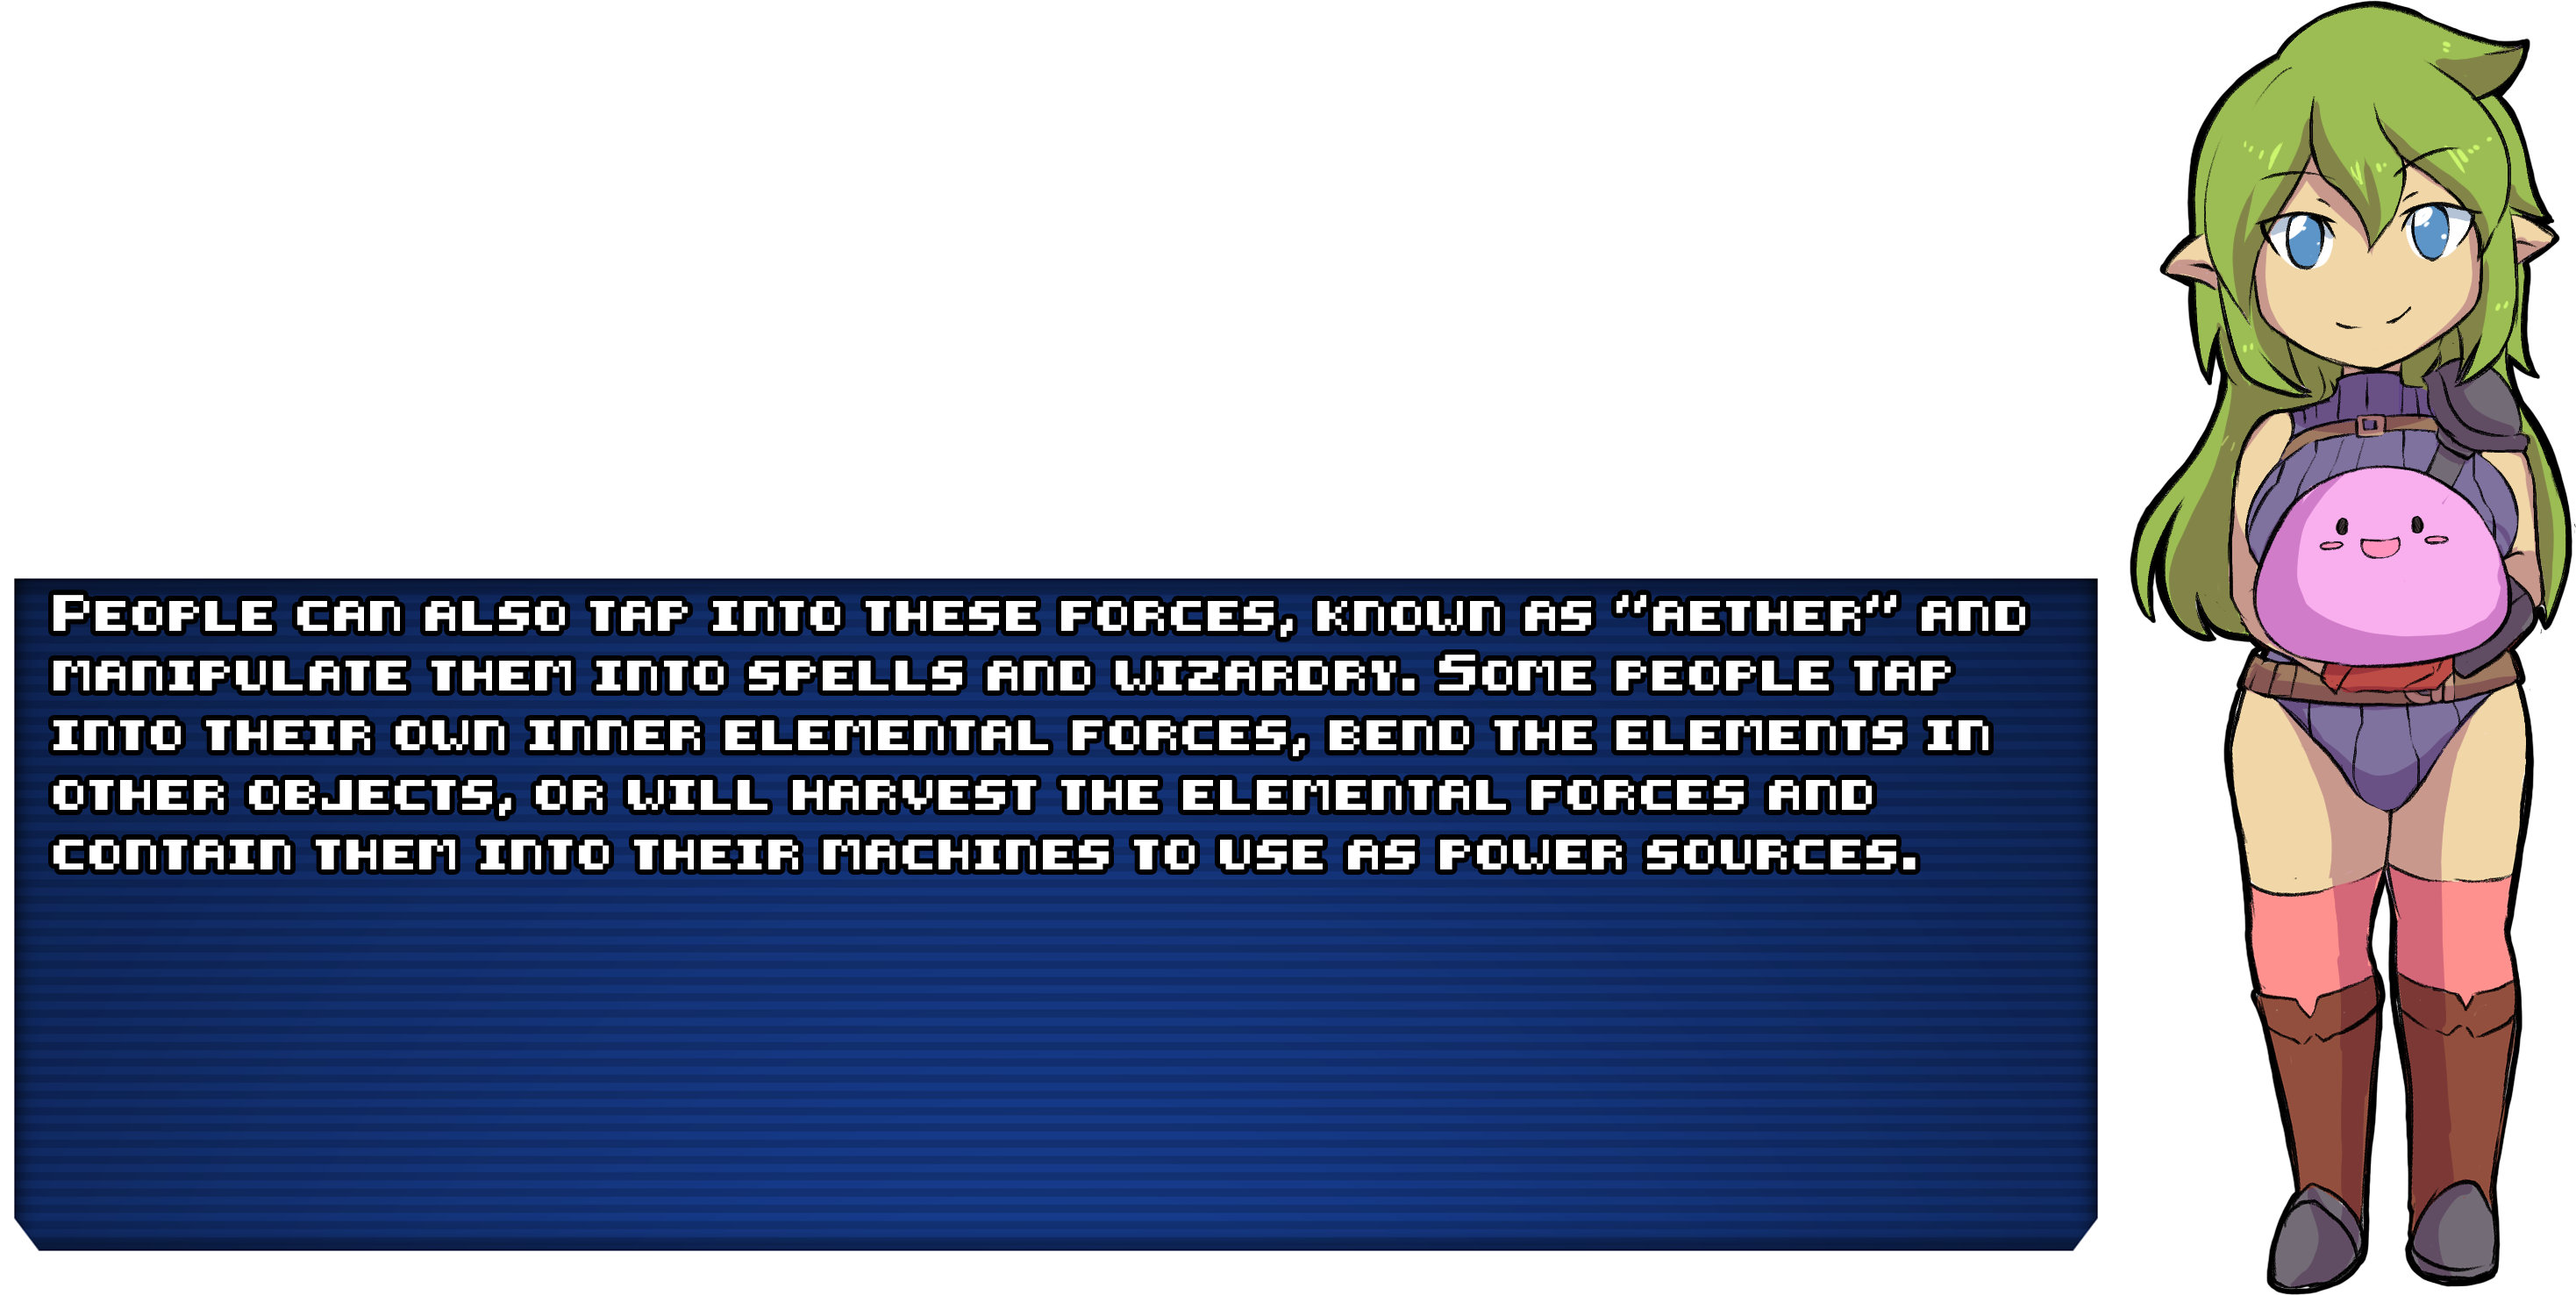 People can also tap into these forces, known as "aether" and
manipulate them into spells and wizardry. Some people tap
into their own inner elemental forces, bend the elements in
other objects, or will harvest the elemental forces and
contain them into their machines to use as power sources.